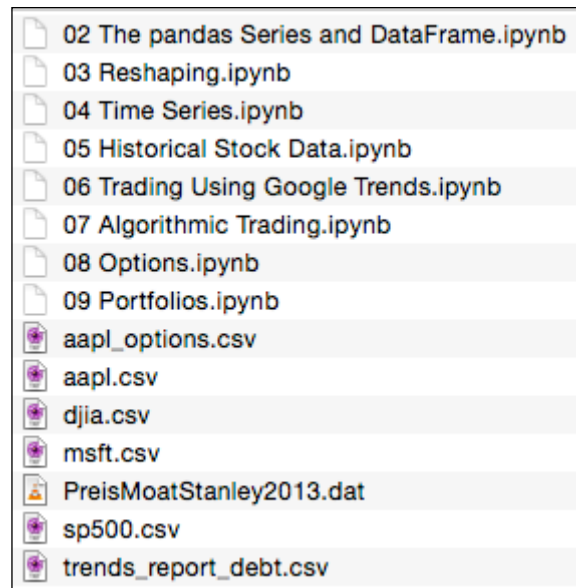 02 The pandas Series and DataFrame.ipynb
03 Reshaping.ipynb
04 Time Series.ipynb
05 Historical Stock Data.ipynb
06 Trading Using Google Trends.ipynb
07 Algorithmic Trading.ipynb
08 Options.ipynb
09 Portfolios.ipynb
aapl_options.csv
aapl.csv
djia.csv
msft.csv
PreisMoatStanley2013.dat
sp500.csv
trends_report_debt.csv